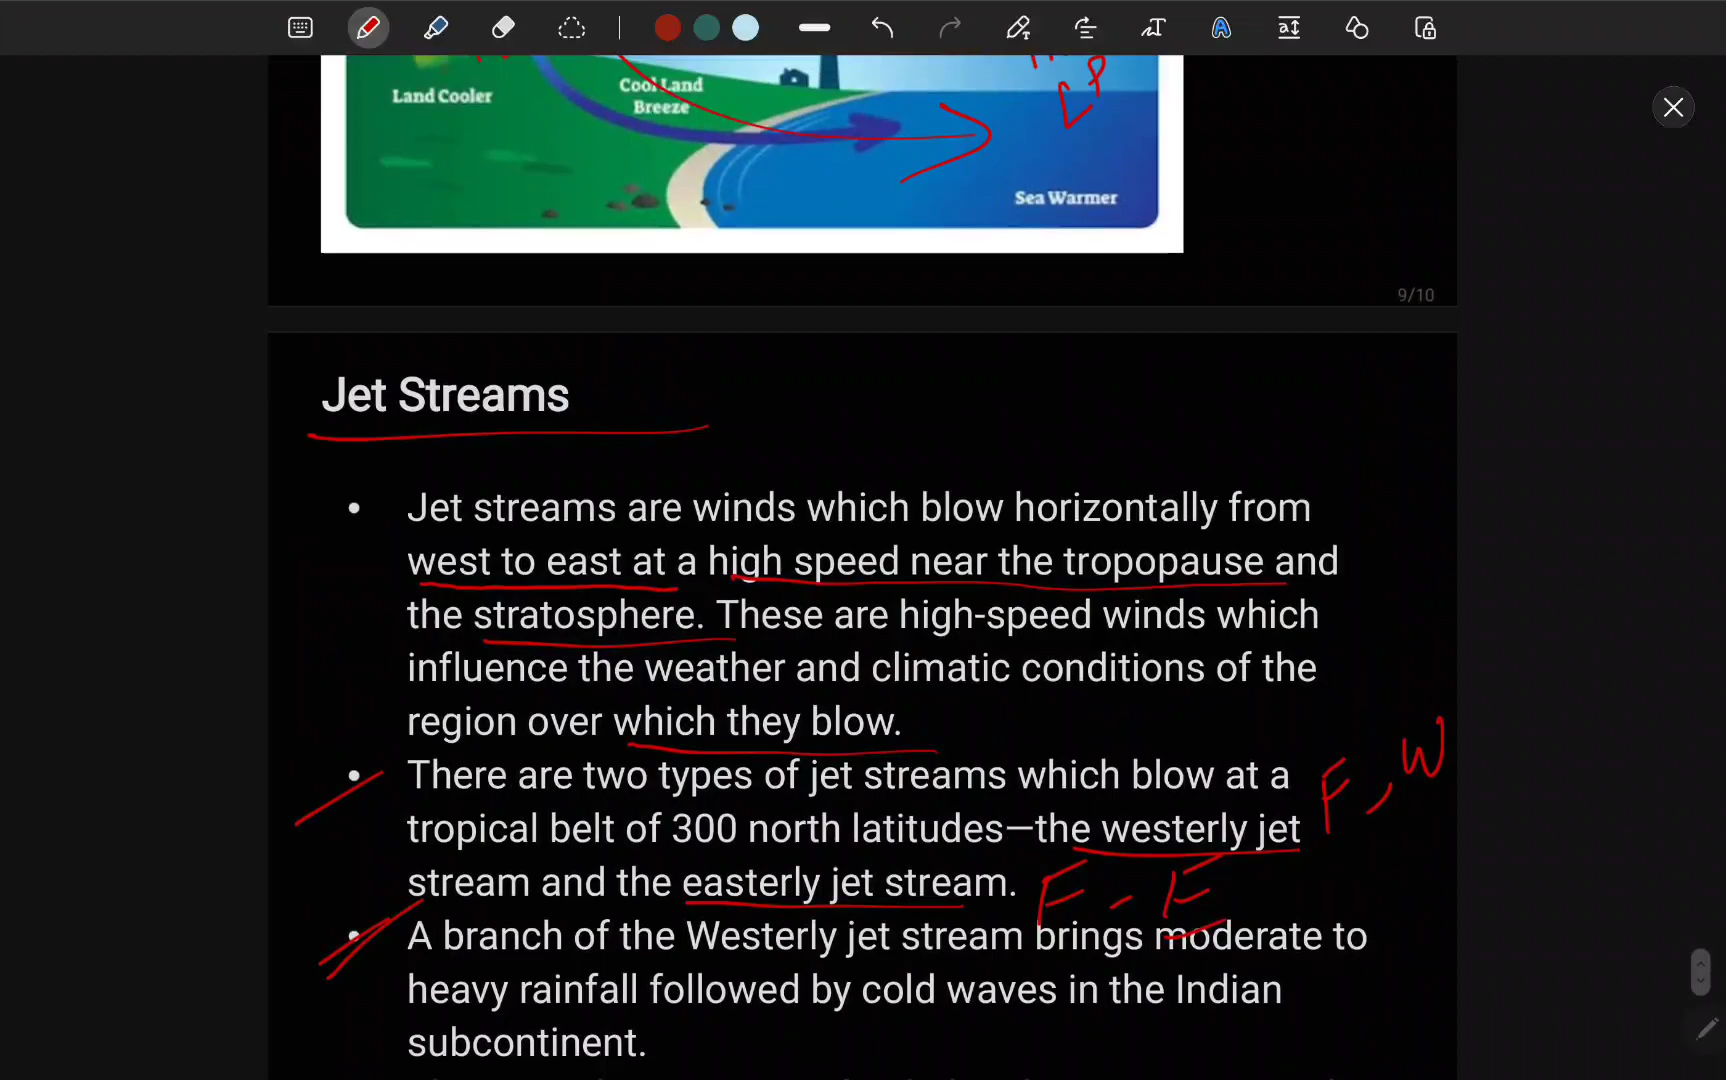 Land Cooler
Cool Land
Breeze
P
L
Sea Warmer
9/10
Jet Streams
• Jet streams are winds which blow horizontally from
west to east at a high speed near the tropopause and
the stratosphere. These are high-speed winds which
influence the weather and climatic conditions of the
region over which they blow.
• There are two types of jet streams which blow at a
tropical belt of 300 north latitudes—the westerly jet
F, W
stream and the easterly jet stream.
F - E
• A branch of the Westerly jet stream brings moderate to
heavy rainfall followed by cold waves in the Indian
subcontinent.